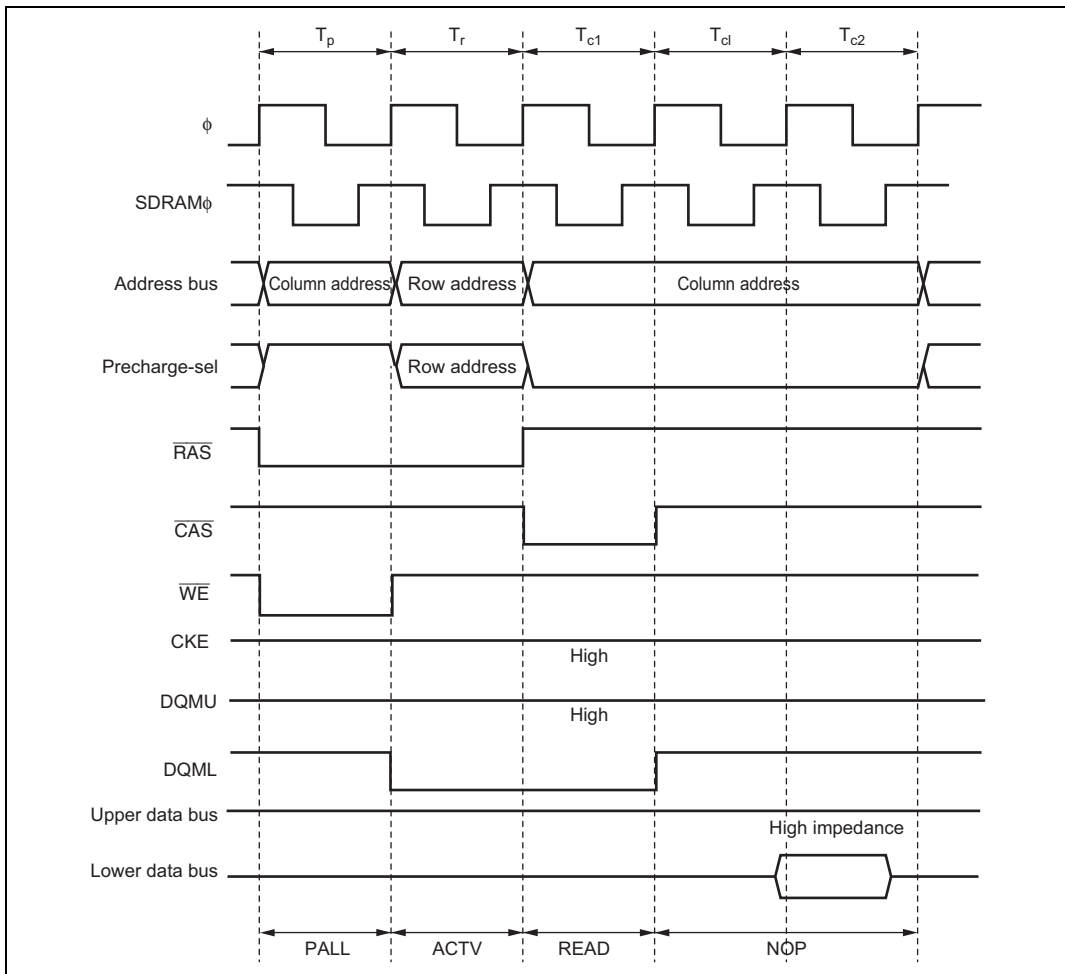 Tp Tr Tc1 Tcl Tc2
ϕ
SDRAMϕ
Address bus Column address Row address Column address
Precharge-sel Row address
RAS
CAS
WE
CKE
High
DQMU
High
DQML
Upper data bus
High impedance
Lower data bus
PALL ACTV READ NOP